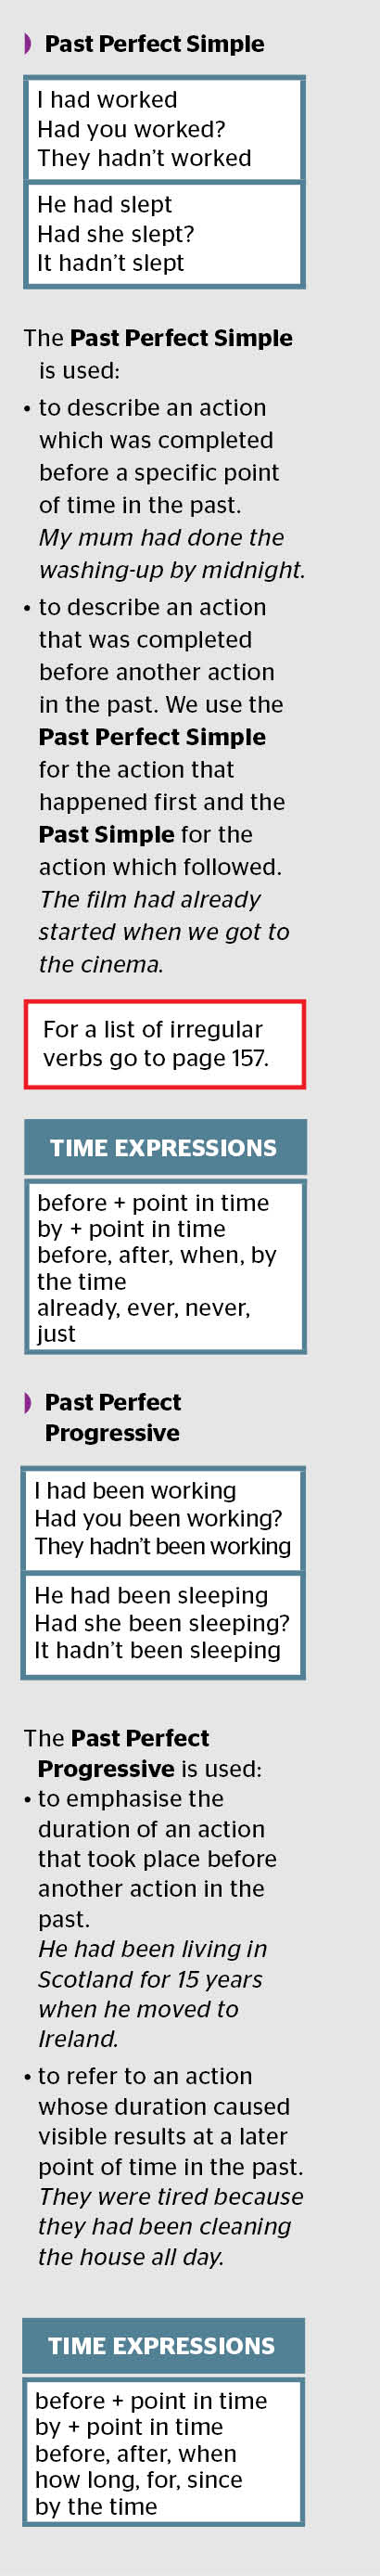 Past Perfect Simple
I had worked
Had you worked?
They hadn't worked
He had slept
Had she slept?
It hadn't slept
The Past Perfect Simple
is used:
• to describe an action
which was completed
before a specific point
of time in the past.
My mum had done the
washing-up by midnight.
• to describe an action
that was completed
before another action
in the past. We use the
Past Perfect Simple
for the action that
happened first and the
Past Simple for the
action which followed.
The film had already
started when we got to
the cinema.
For a list of irregular
verbs go to page 157.
TIME EXPRESSIONS
before + point in time
by + point in time
before, after, when, by
the time
already, ever, never,
just
Past Perfect
Progressive
I had been working
Had you been working?
They hadn't been working
He had been sleeping
Had she been sleeping?
It hadn't been sleeping
The Past Perfect
Progressive is used:
• to emphasise the
duration of an action
that took place before
another action in the
past.
He had been living in
Scotland for 15 years
when he moved to
Ireland.
• to refer to an action
whose duration caused
visible results at a later
point of time in the past.
They were tired because
they had been cleaning
the house all day.
TIME EXPRESSIONS
before + point in time
by + point in time
before, after, when
how long, for, since
by the time